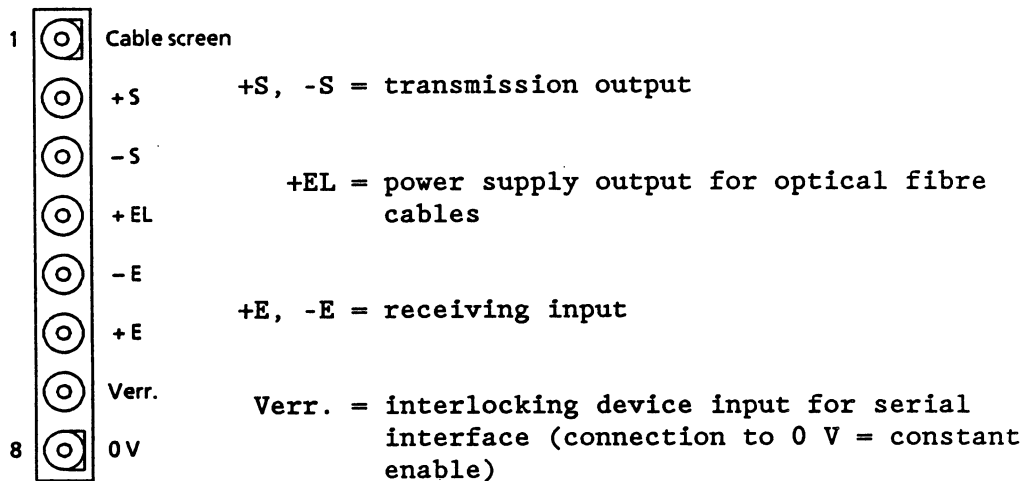 1 Cable screen
+S
+S, -S = transmission output
-S
+EL = power supply output for optical fibre
cables
+EL
-E
+E, -E = receiving input
+E
Verr.
Verr. = interlocking device input for serial
interface (connection to 0 V = constant
enable)
8 0V